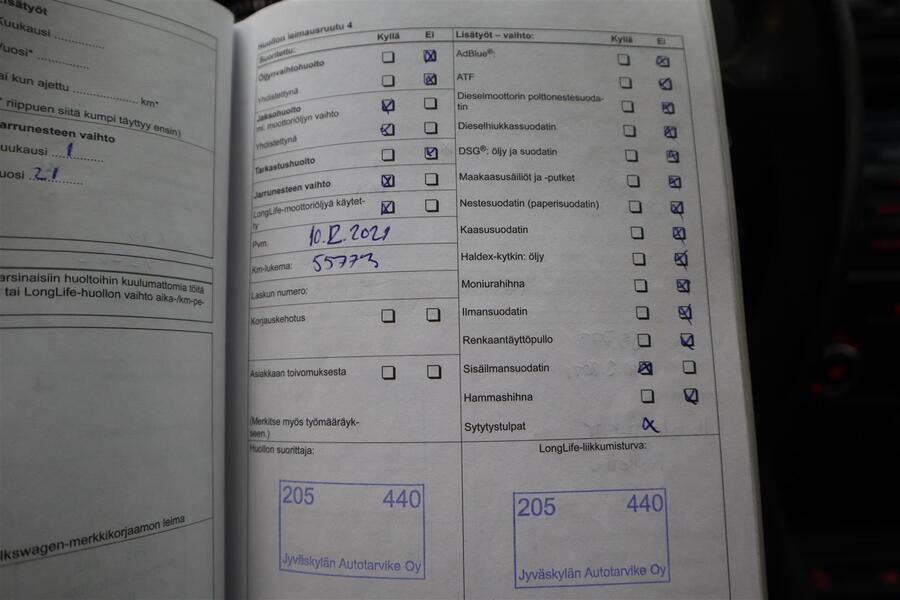 Lisätyöt
Kuukausi
Vuosi*
tai kun ajettu km*
* riippuen siitä kumpi täyttyy ensin)
Jarrunesteen vaihto
Kuukausi 1
Vuosi 21
varsinaisiin huoltoihin kuulumattomia töitä
tai LongLife-huollon vaihto aika-/km-pe-
lkswagen-merkkikorjaamon leima
Huollon leimausruutu 4
Suoritettu: Kyllä Ei
Öljynvaihtohuolto
Yhdistettynä
Jaksohuolto
ml. moottoriöljyn vaihto
Yhdistettynä
Tarkastushuolto
Jarrunesteen vaihto
LongLife-moottoriöljyä käytet-
ty
Pvm. 2021
Km-lukema: 55773
Laskun numero:
Korjauskehotus
Asiakkaan toivomuksesta
(Merkitse myös työmääräyk-
seen.)
Huollon suorittaja:
205 440
Jyväskylän Autotarvike Oy
Lisätyöt – vaihto: Kyllä Ei
AdBlue®:
ATF
Dieselmoottorin polttonestesuoda-
tin
Dieselhiukkassuodatin
DSG®: öljy ja suodatin
Maakaasusäiliöt ja -putket
Nestesuodatin (paperisuodatin)
Kaasusuodatin
Haldex-kytkin: öljy
Moniurahihna
Ilmansuodatin
Renkaantäyttöpullo
Sisäilmansuodatin
Hammashihna
Sytytystulpat
LongLife-liikkumisturva:
205 440
Jyväskylän Autotarvike Oy